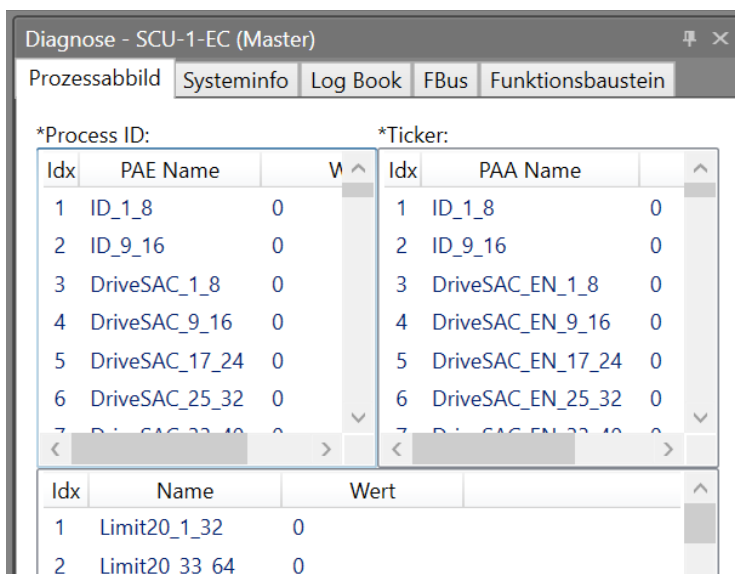 Diagnose - SCU-1-EC (Master)
Prozessabbild Systeminfo Log Book FBus Funktionsbaustein
*Process ID: *Ticker:
Idx PAE Name Idx PAA Name
1 ID_1_8 0 1 ID_1_8 0
2 ID_9_16 0 2 ID_9_16 0
3 DriveSAC_1_8 0 3 DriveSAC_EN_1_8 0
4 DriveSAC_9_16 0 4 DriveSAC_EN_9_16 0
5 DriveSAC_17_24 0 5 DriveSAC_EN_17_24 0
6 DriveSAC_25_32 0 6 DriveSAC_EN_25_32 0
Idx Name Wert
1 Limit20_1_32 0
2 Limit20_33_64 0